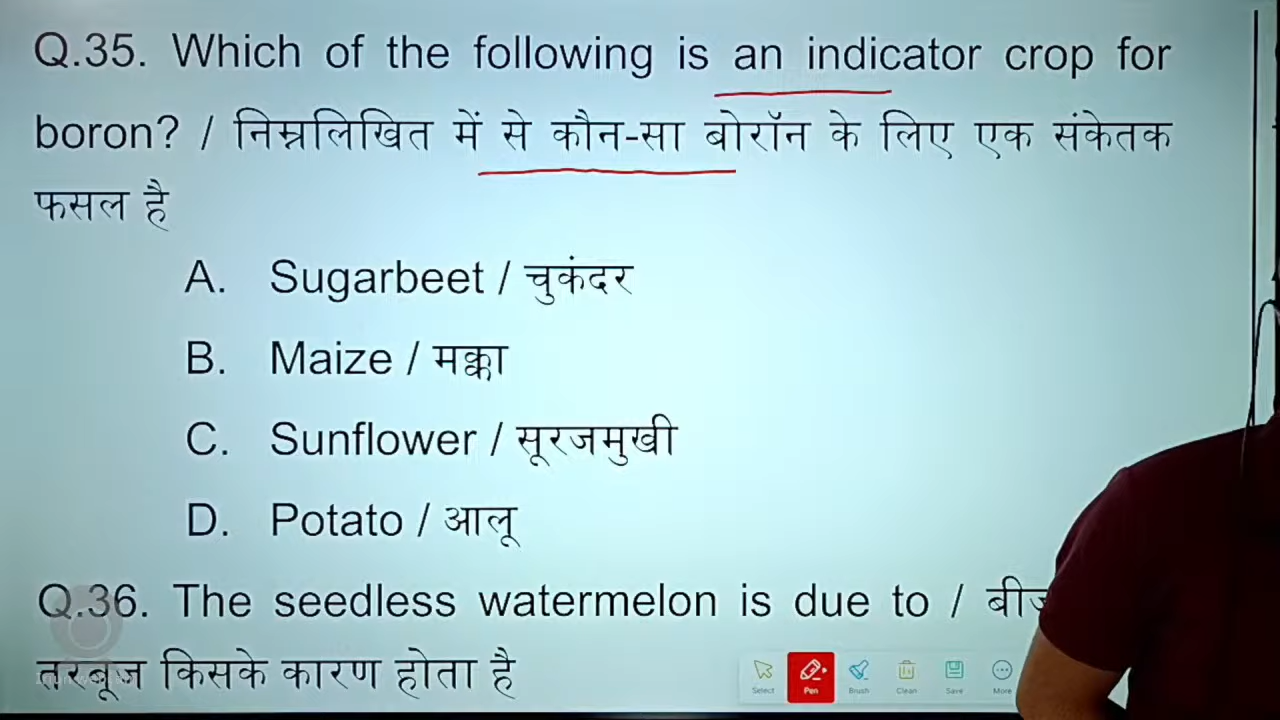 Q.35. Which of the following is an indicator crop for
boron? / निम्नलिखित में से कौन-सा बोरॉन के लिए एक संकेतक
फसल है
A. Sugarbeet / चुकंदर
B. Maize / मक्का
C. Sunflower / सूरजमुखी
D. Potato / आलू
Q.36. The seedless watermelon is due to /
तरबूज किसके कारण होता है
Select Pen Brush Clean Save More